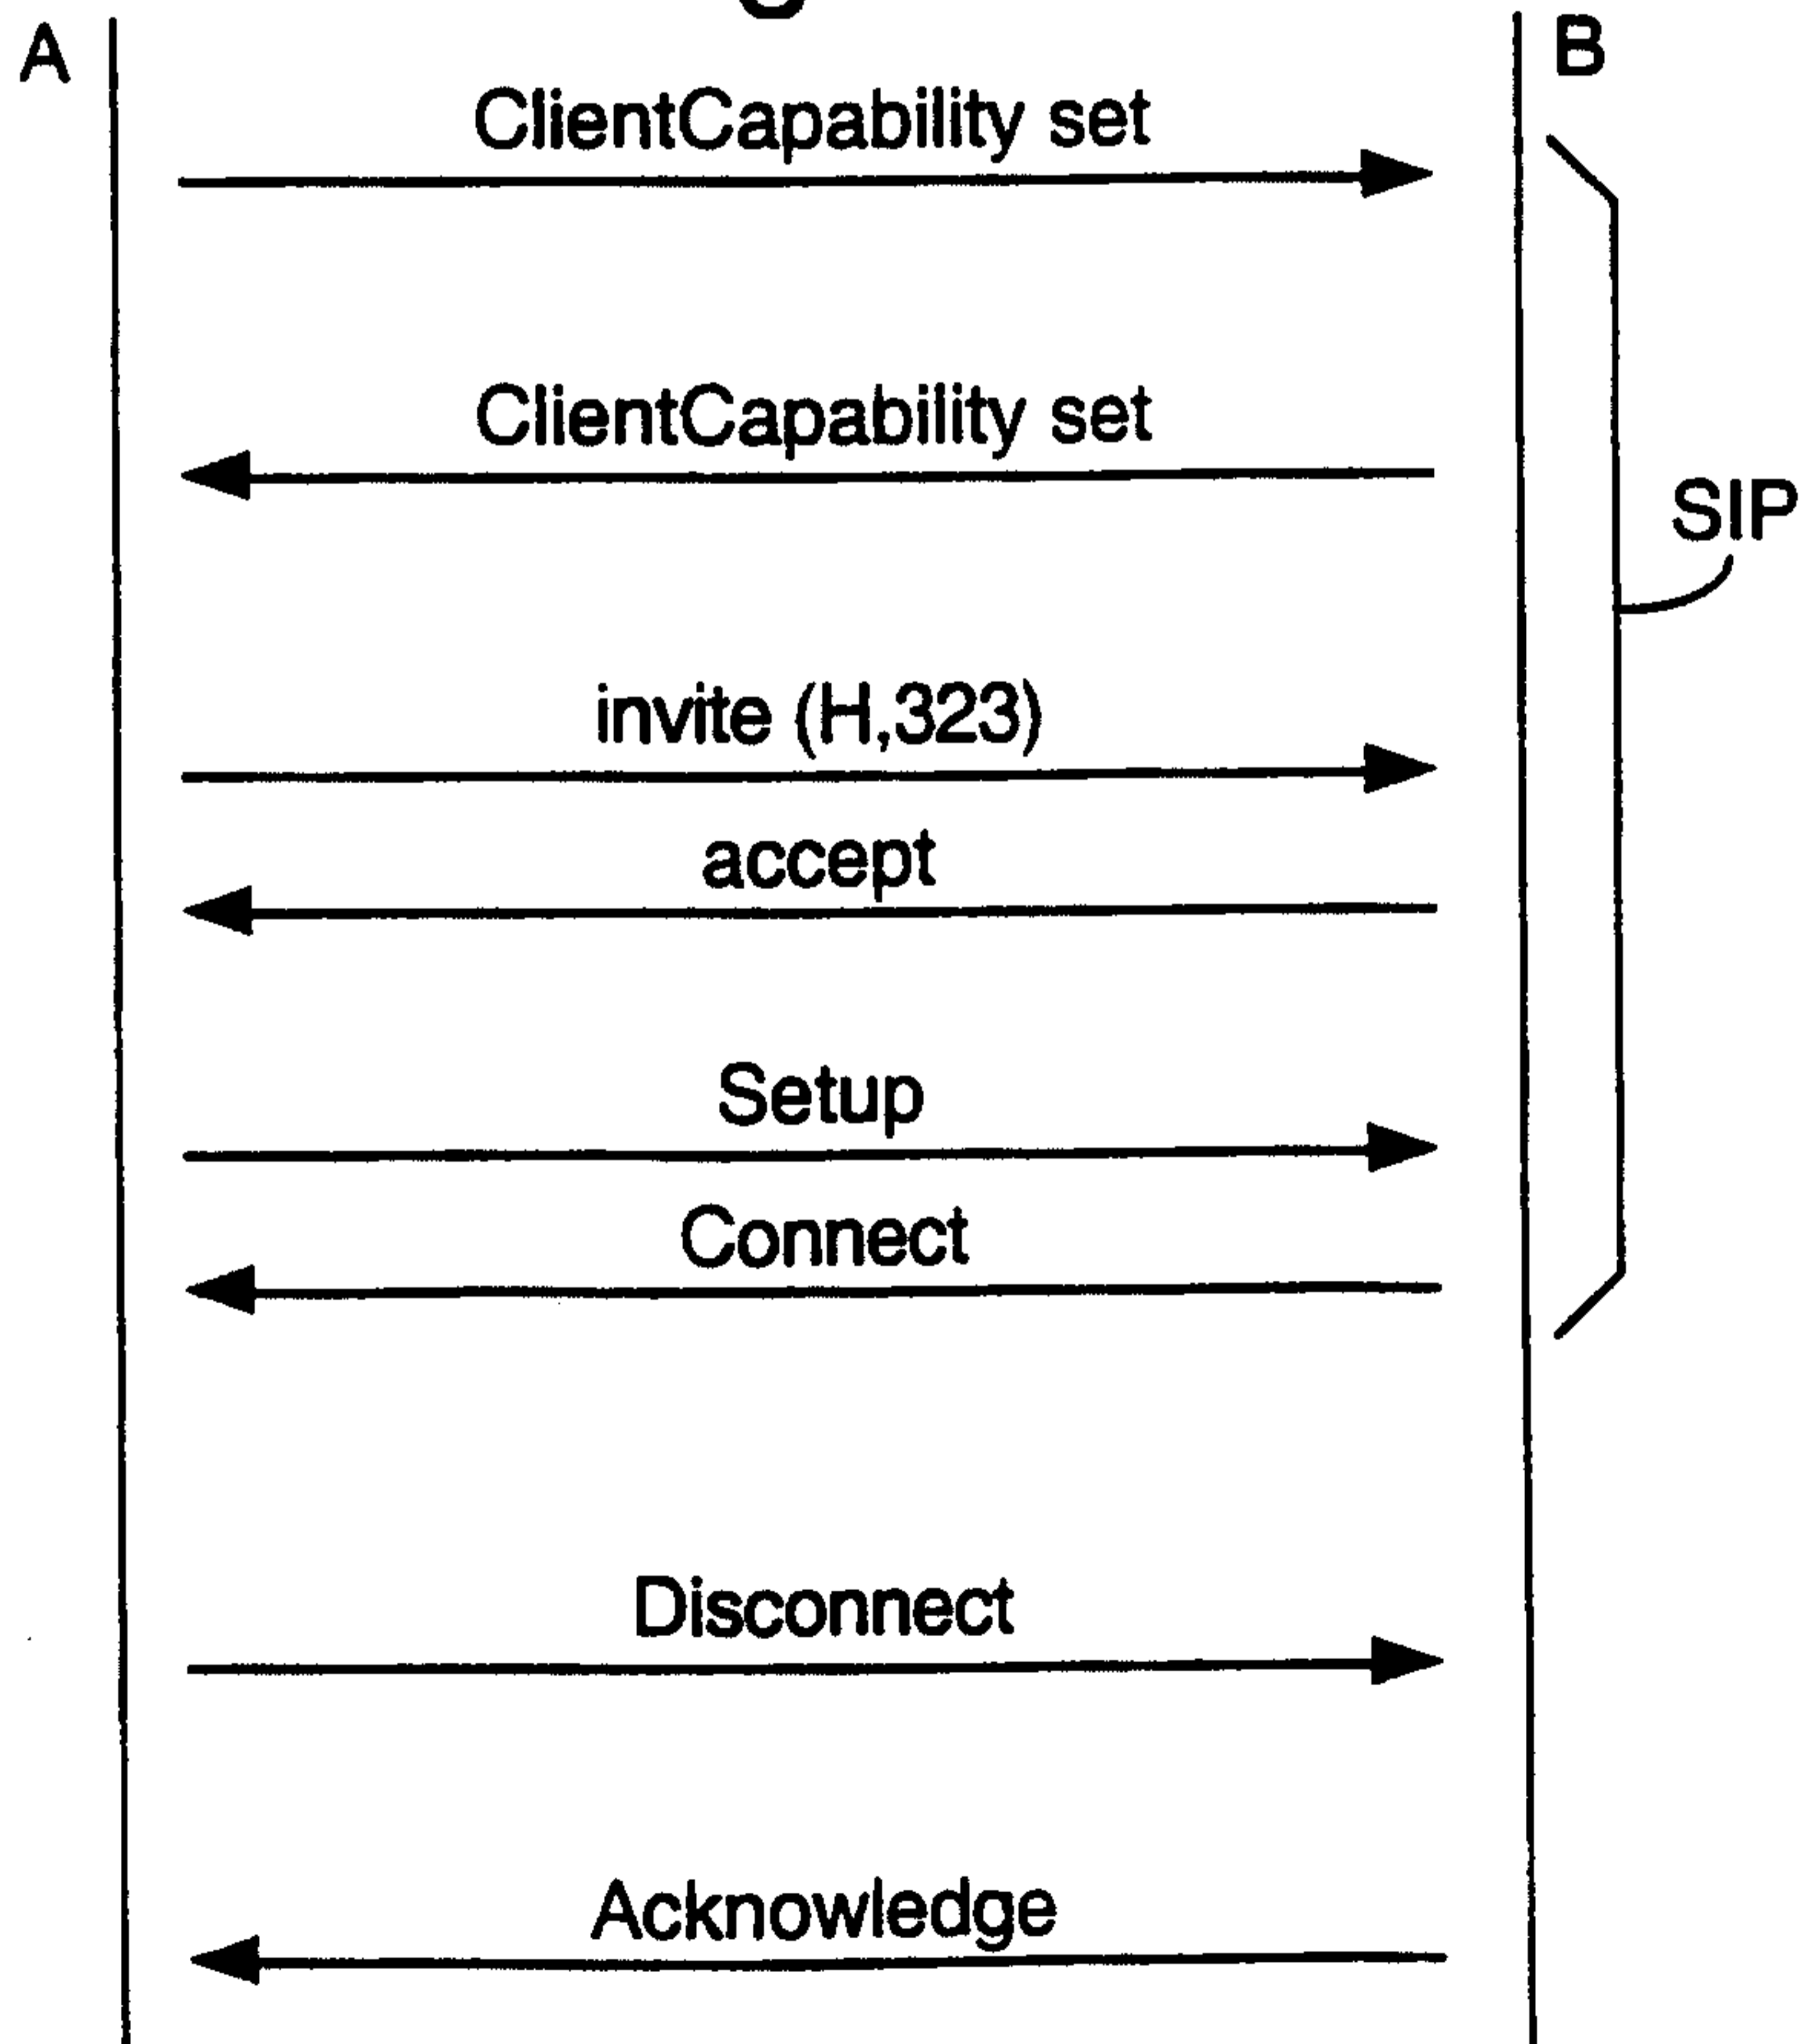 A
B
ClientCapability set
ClientCapability set
SIP
invite (H,323)
accept
Setup
Connect
Disconnect
Acknowledge